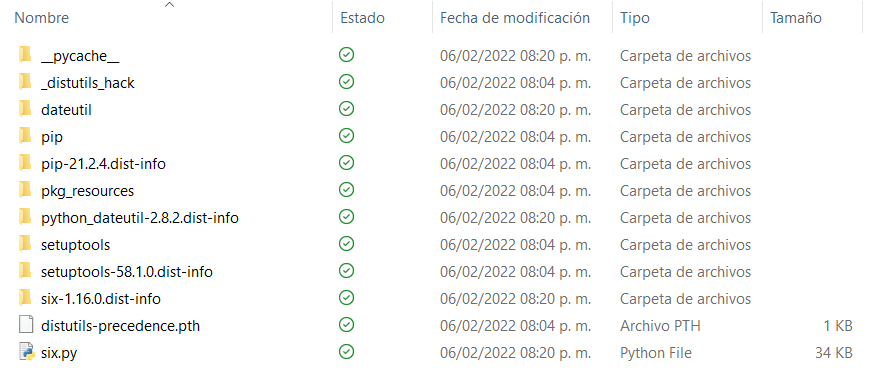 Nombre Estado Fecha de modificación Tipo Tamaño
__pycache__ 06/02/2022 08:20 p. m. Carpeta de archivos
_distutils_hack 06/02/2022 08:04 p. m. Carpeta de archivos
dateutil 06/02/2022 08:20 p. m. Carpeta de archivos
pip 06/02/2022 08:04 p. m. Carpeta de archivos
pip-21.2.4.dist-info 06/02/2022 08:04 p. m. Carpeta de archivos
pkg_resources 06/02/2022 08:04 p. m. Carpeta de archivos
python_dateutil-2.8.2.dist-info 06/02/2022 08:20 p. m. Carpeta de archivos
setuptools 06/02/2022 08:04 p. m. Carpeta de archivos
setuptools-58.1.0.dist-info 06/02/2022 08:04 p. m. Carpeta de archivos
six-1.16.0.dist-info 06/02/2022 08:20 p. m. Carpeta de archivos
distutils-precedence.pth 06/02/2022 08:04 p. m. Archivo PTH 1 KB
six.py 06/02/2022 08:20 p. m. Python File 34 KB